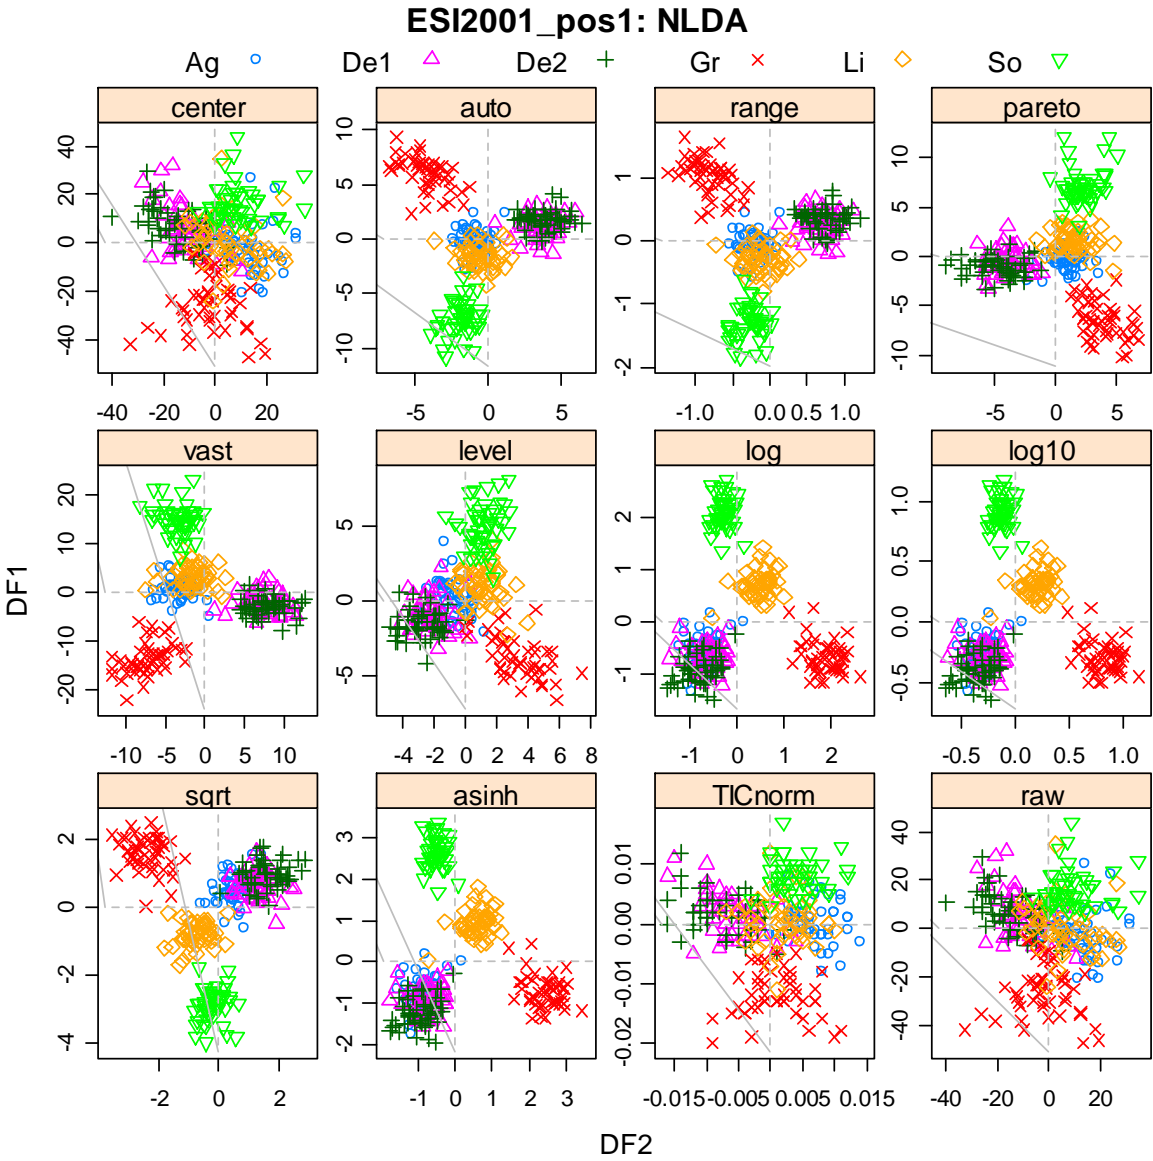 ESI2001_pos1: NLDA
Ag De1 De2 Gr Li So
center auto range pareto
40 20 0 -20 -40
10 5 0 -5 -10
1 0 -1 -2
10 5 0 -5 -10
-40 -20 0 20
-5 0 5
-1.0 0.0 0.5 1.0
-5 0 5
vast level log log10
20 10 0 -10 -20
5 0 -5
2 1 0 -1
1.0 0.5 0.0 -0.5
-10 -5 0 5 10
-4 -2 0 2 4 6 8
-1 0 1 2
-0.5 0.0 0.5 1.0
sqrt asinh TICnorm raw
2 0 -2 -4
3 2 1 0 -1 -2
0.01 0.00 -0.01 -0.02
40 20 0 -20 -40
-2 0 2
-1 0 1 2 3
-0.015 -0.005 0.005 0.015
-40 -20 0 20
DF1
DF2